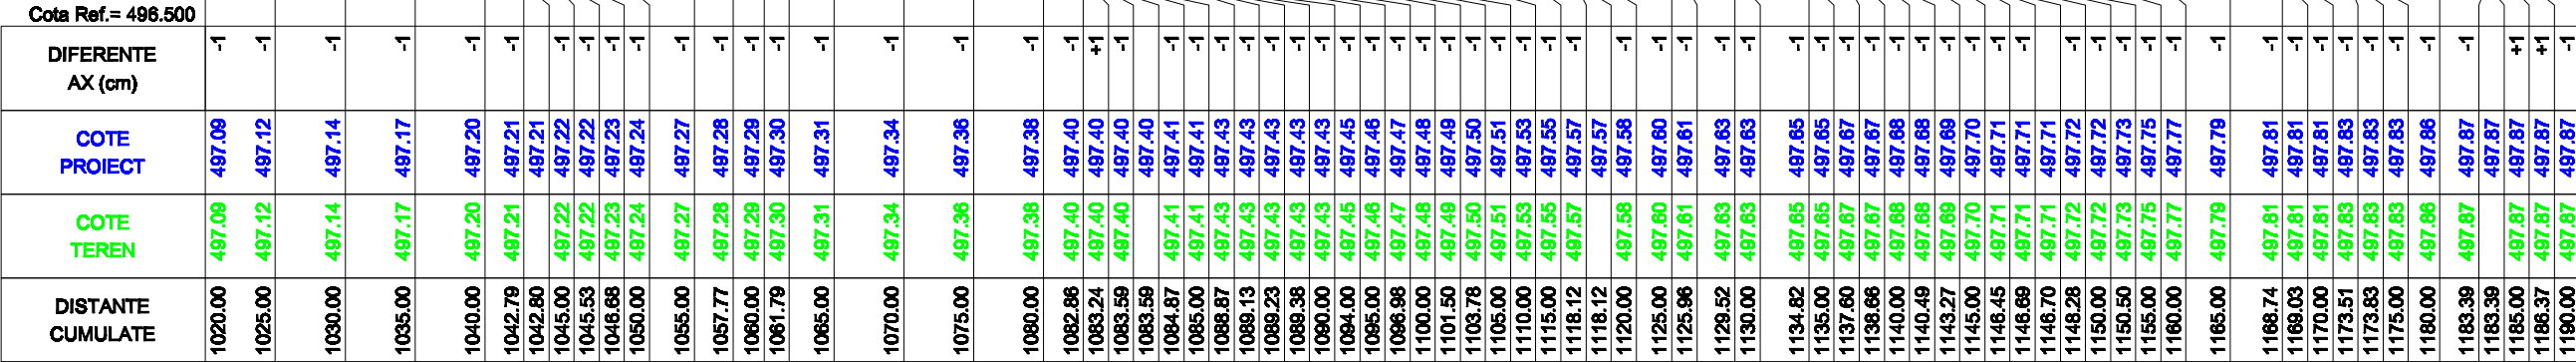 Cota Ref.= 496.500
DIFERENTE
AX (cm)
-1 -1 -1 -1 -1 -1 -1 -1 -1 -1 -1 -1 -1 -1 -1 -1 -1 -1 -1 +1 -1 -1 -1 -1 -1 -1 -1 -1 -1 -1 -1 -1 -1 -1 -1 -1 -1 -1 -1 -1 -1 -1 -1 -1 -1 -1 -1 -1 -1 -1 -1 -1 -1 -1 -1 -1 -1 -1 -1 -1 -1 -1 +1 +1 -1
COTE
PROIECT
497.09 497.12 497.14 497.17 497.20 497.21 497.21 497.22 497.22 497.23 497.24 497.27 497.28 497.29 497.30 497.31 497.34 497.36 497.38 497.40 497.40 497.40 497.40 497.41 497.41 497.43 497.43 497.43 497.43 497.43 497.45 497.46 497.47 497.48 497.49 497.50 497.51 497.53 497.55 497.57 497.57 497.58 497.60 497.61 497.63 497.63 497.65 497.65 497.67 497.67 497.68 497.68 497.69 497.70 497.71 497.71 497.71 497.72 497.72 497.73 497.75 497.77 497.79 497.81 497.81 497.81 497.83 497.83 497.83 497.86 497.87 497.87 497.87 497.87 497.87
COTE
TEREN
497.09 497.12 497.14 497.17 497.20 497.21 497.22 497.22 497.23 497.24 497.27 497.28 497.29 497.30 497.31 497.34 497.36 497.38 497.40 497.40 497.40 497.41 497.41 497.43 497.43 497.43 497.43 497.43 497.45 497.46 497.47 497.48 497.49 497.50 497.51 497.53 497.55 497.57 497.58 497.60 497.61 497.63 497.63 497.65 497.65 497.67 497.67 497.68 497.68 497.69 497.70 497.71 497.71 497.71 497.72 497.72 497.73 497.75 497.77 497.79 497.81 497.81 497.81 497.83 497.83 497.83 497.86 497.87 497.87 497.87 497.87
DISTANTE
CUMULATE
1020.00 1025.00 1030.00 1035.00 1040.00 1042.79 1042.80 1045.00 1045.53 1046.68 1050.00 1055.00 1057.77 1060.00 1061.79 1065.00 1070.00 1075.00 1080.00 1082.86 1083.24 1083.59 1083.59 1084.87 1085.00 1088.87 1089.13 1089.23 1089.38 1090.00 1094.00 1095.00 1096.98 1100.00 1101.50 1103.78 1105.00 1110.00 1115.00 1118.12 1118.12 1120.00 1125.00 1125.96 1129.52 1130.00 1134.82 1135.00 1137.60 1138.66 1140.00 1140.49 1143.27 1145.00 1146.45 1146.69 1146.70 1148.28 1150.00 1150.50 1155.00 1160.00 1165.00 1168.74 1169.03 1170.00 1173.51 1173.83 1175.00 1180.00 1183.39 1183.39 1185.00 1186.37 1190.00